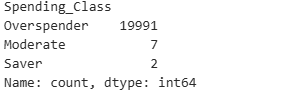 Spending_Class
Overspender    19991
Moderate           7
Saver              2
Name: count, dtype: int64